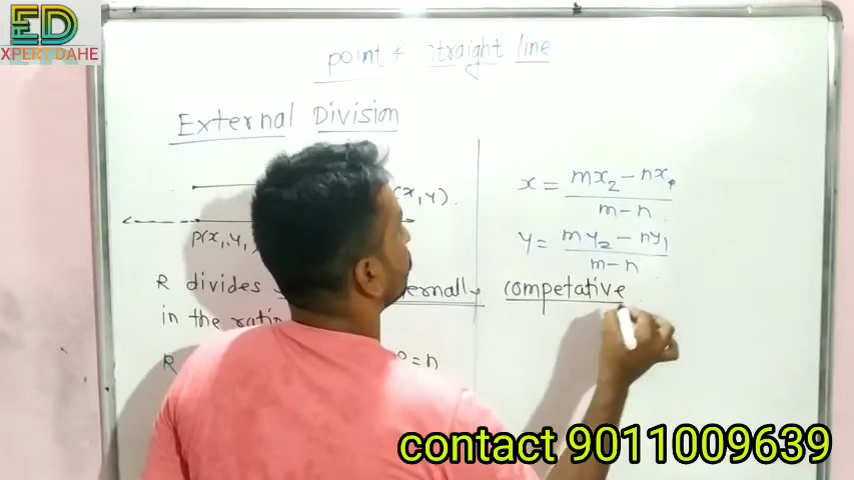 ED
XPERT DAHE
point + straight line
External Division
(x, y).
P(x₁, y₁
R divides ernally
in the ratio
R = n
x = mx₂ - nx₁ / m-n
y = my₂ - ny₁ / m-n
competative
contact 9011009639